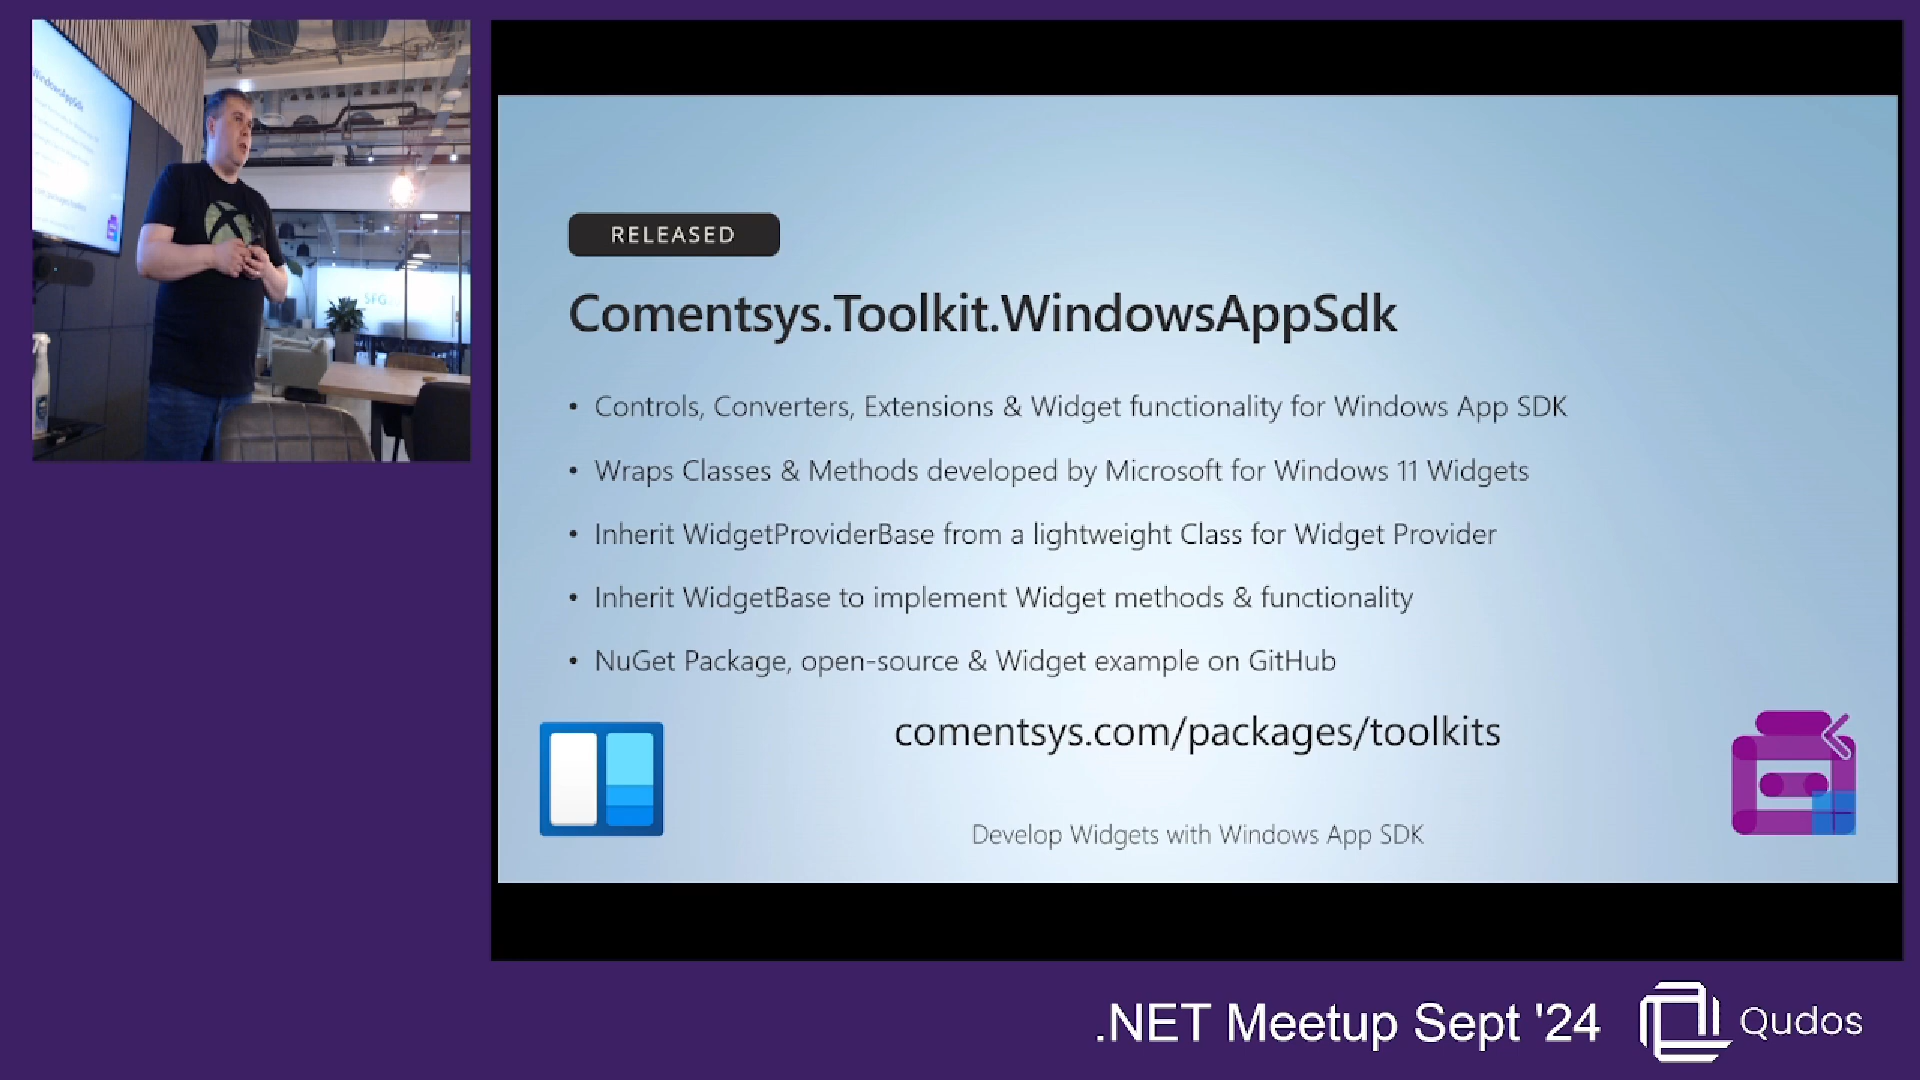 WindowsAppSdk
SFG
RELEASED
Comentsys.Toolkit.WindowsAppSdk
• Controls, Converters, Extensions & Widget functionality for Windows App SDK
• Wraps Classes & Methods developed by Microsoft for Windows 11 Widgets
• Inherit WidgetProviderBase from a lightweight Class for Widget Provider
• Inherit WidgetBase to implement Widget methods & functionality
• NuGet Package, open-source & Widget example on GitHub
comentsys.com/packages/toolkits
Develop Widgets with Windows App SDK
.NET Meetup Sept '24
Qudos